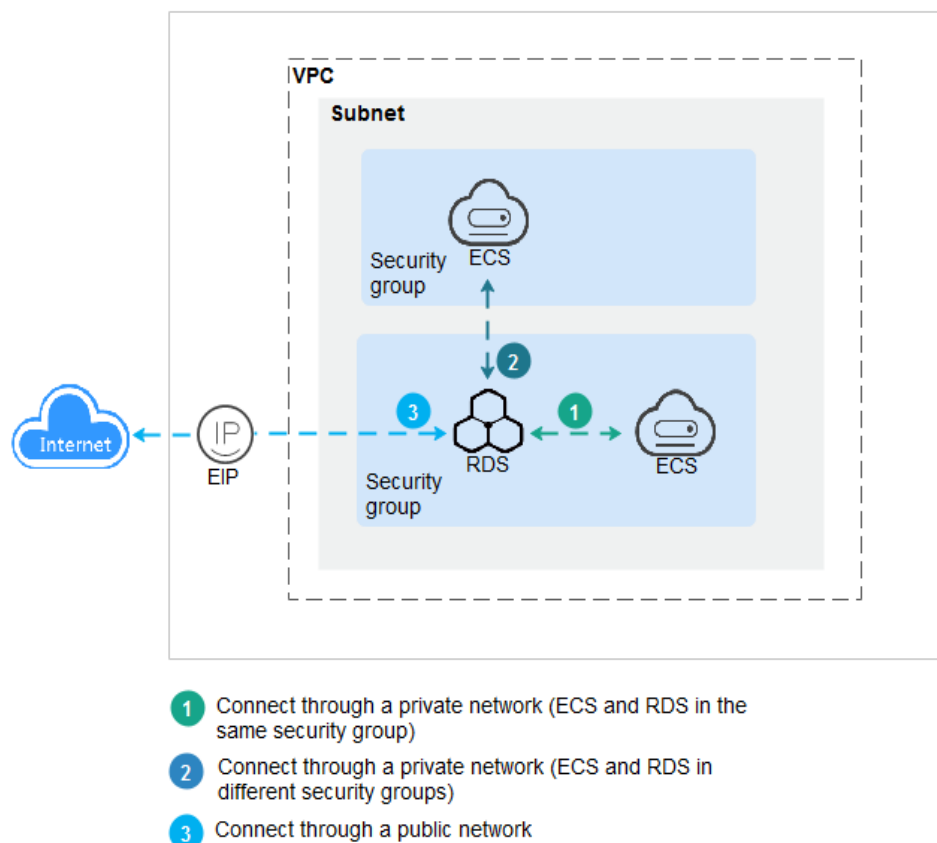 VPC
Subnet
ECS
Security
group
2
Internet
IP
EIP
3
RDS
1
ECS
Security
group
1 Connect through a private network (ECS and RDS in the
same security group)
2 Connect through a private network (ECS and RDS in
different security groups)
3 Connect through a public network